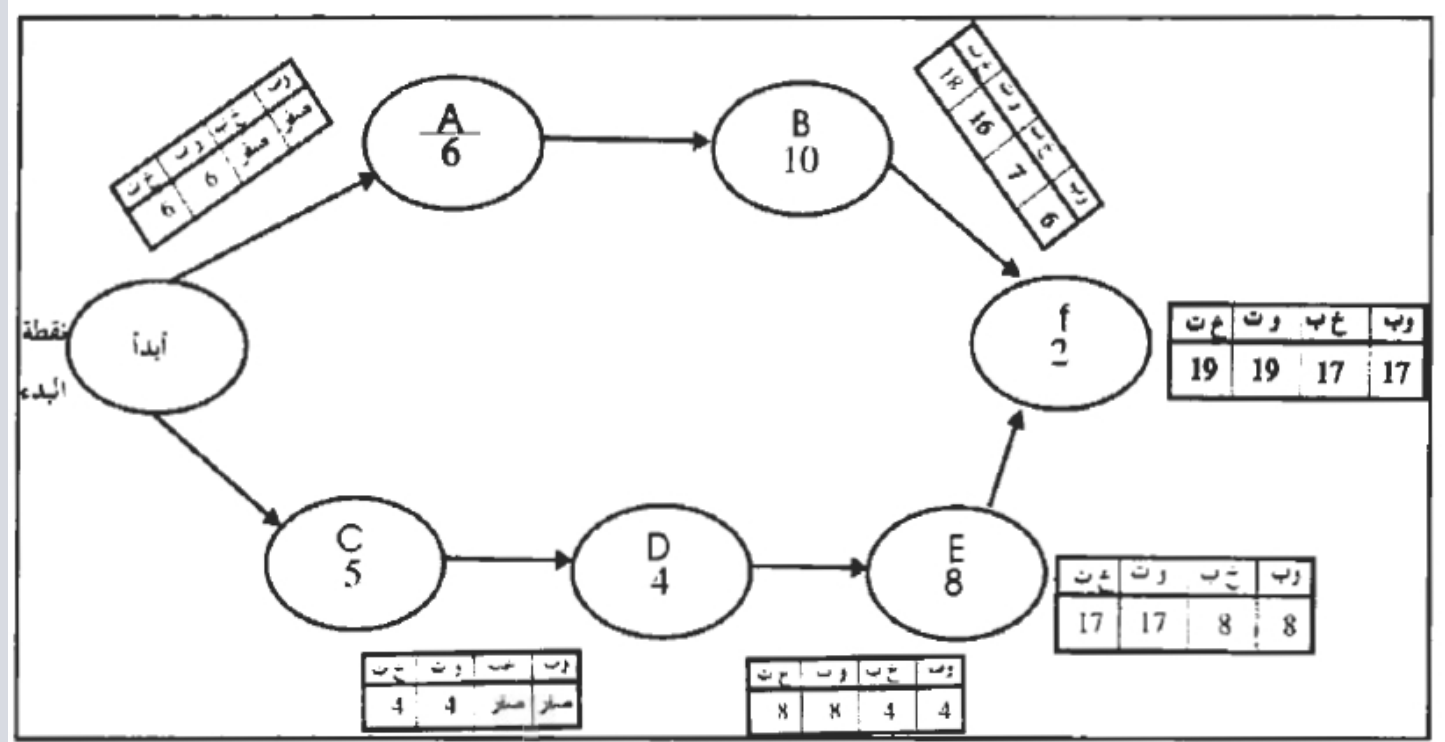 وب
خ ب
و ت
خ ت
صفر
صفر
6
6
A
6
B
10
وب
خ ب
و ت
خ ت
6
7
16
18
نقطة
البدء
أبدأ
f
2
وب خ ب و ت خ ت
17 17 19 19
C
5
D
4
E
8
وب خ ب و ت خ ت
8 8 17 17
وب خب و ت خ ت
صفر صفر 4 4
وب خ ب و ت خ ت
4 4 8 8